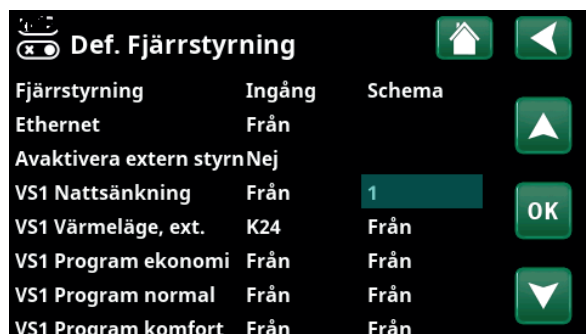 Def. Fjärrstyrning
Fjärrstyrning Ingång Schema
Ethernet Från
Avaktivera extern styrn Nej
VS1 Nattsänkning Från 1
VS1 Värmeläge, ext. K24 Från
OK
VS1 Program ekonomi Från Från
VS1 Program normal Från Från
VS1 Program komfort Från Från